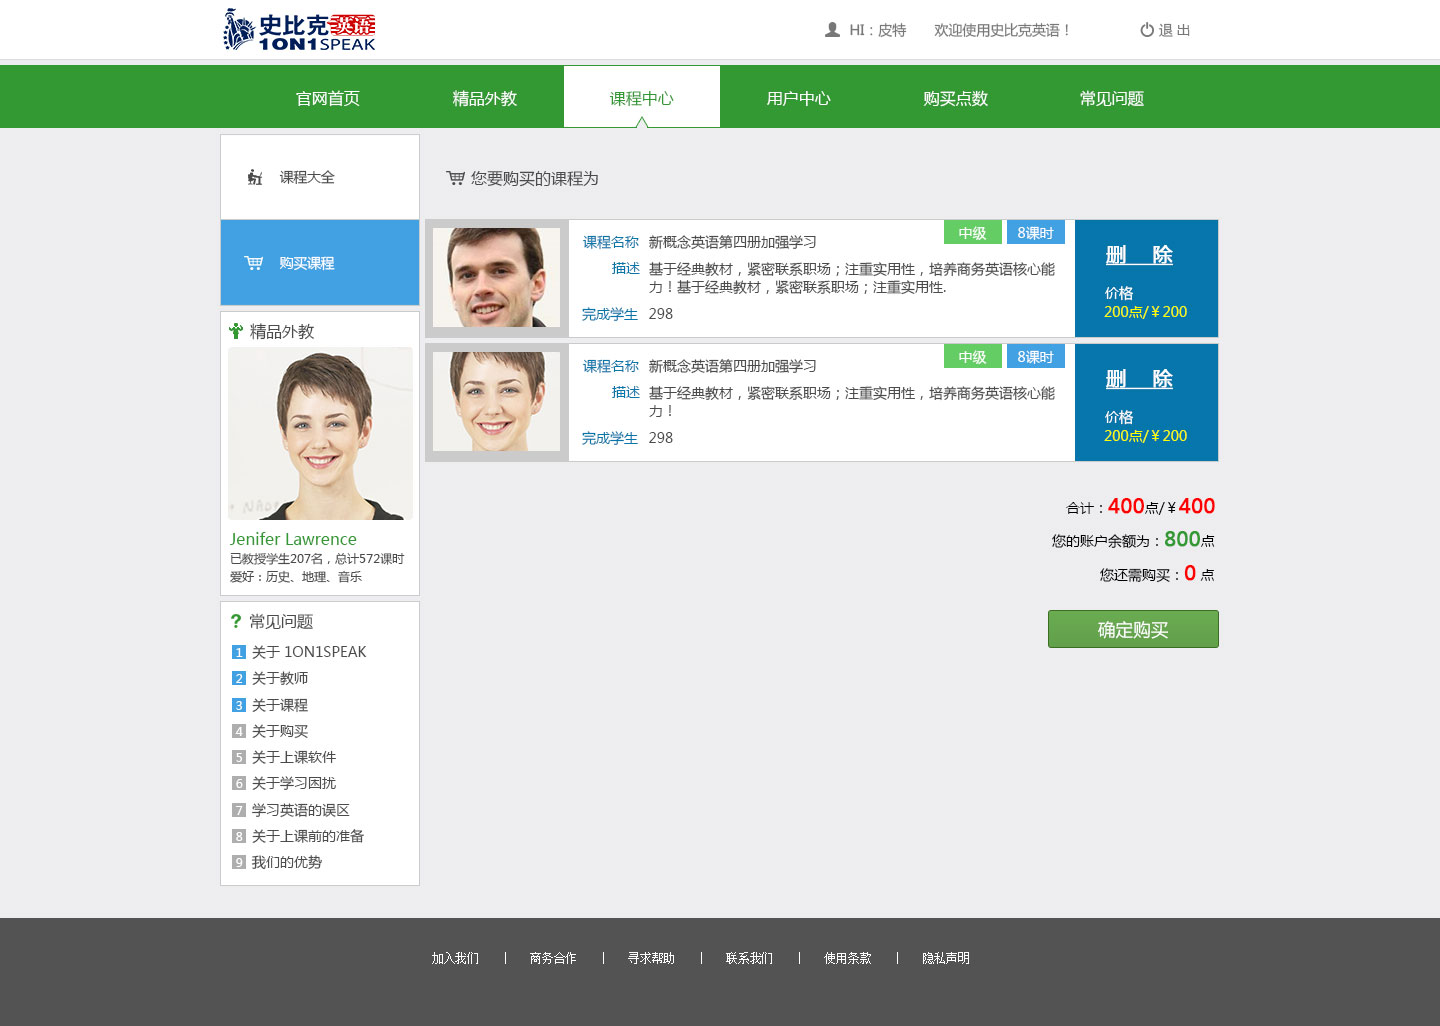 史比克英语
1ON1SPEAK
HI：皮特
欢迎使用史比克英语！
退 出
官网首页
精品外教
课程中心
用户中心
购买点数
常见问题
课程大全
购买课程
您要购买的课程为
课程名称 新概念英语第四册加强学习
中级
8课时
描述 基于经典教材，紧密联系职场；注重实用性，培养商务英语核心能
力！基于经典教材，紧密联系职场；注重实用性.
完成学生 298
删 除
价格
200点/￥200
课程名称 新概念英语第四册加强学习
中级
8课时
描述 基于经典教材，紧密联系职场；注重实用性，培养商务英语核心能
力！
完成学生 298
删 除
价格
200点/￥200
合计：400点/￥400
您的账户余额为：800点
您还需购买：0 点
确定购买
精品外教
Jenifer Lawrence
已教授学生207名，总计572课时
爱好：历史、地理、音乐
? 常见问题
1 关于 1ON1SPEAK
2 关于教师
3 关于课程
4 关于购买
5 关于上课软件
6 关于学习困扰
7 学习英语的误区
8 关于上课前的准备
9 我们的优势
加入我们 | 商务合作 | 寻求帮助 | 联系我们 | 使用条款 | 隐私声明